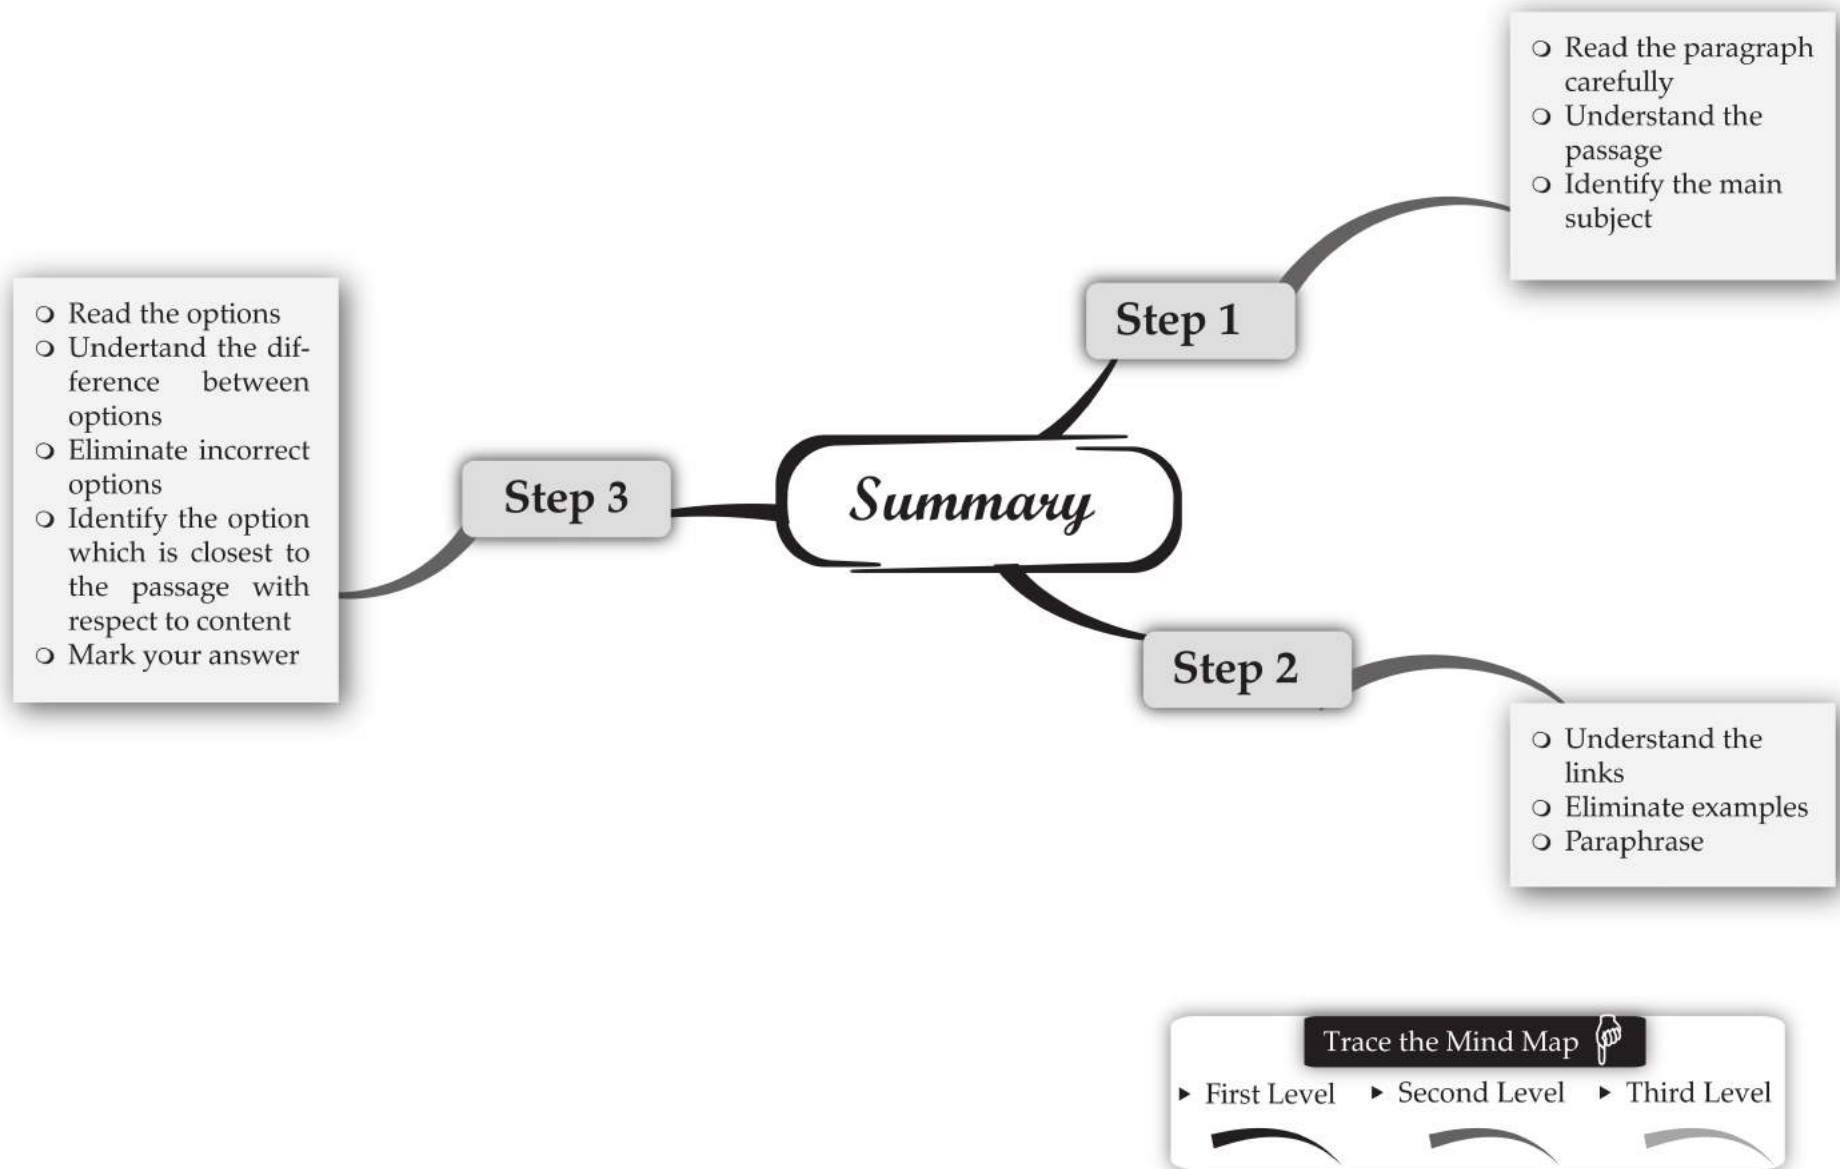 Summary
Step 1
○ Read the paragraph
carefully
○ Understand the
passage
○ Identify the main
subject
Step 2
○ Understand the
links
○ Eliminate examples
○ Paraphrase
Step 3
○ Read the options
○ Undertand the dif-
ference between
options
○ Eliminate incorrect
options
○ Identify the option
which is closest to
the passage with
respect to content
○ Mark your answer
Trace the Mind Map
▸ First Level ▸ Second Level ▸ Third Level